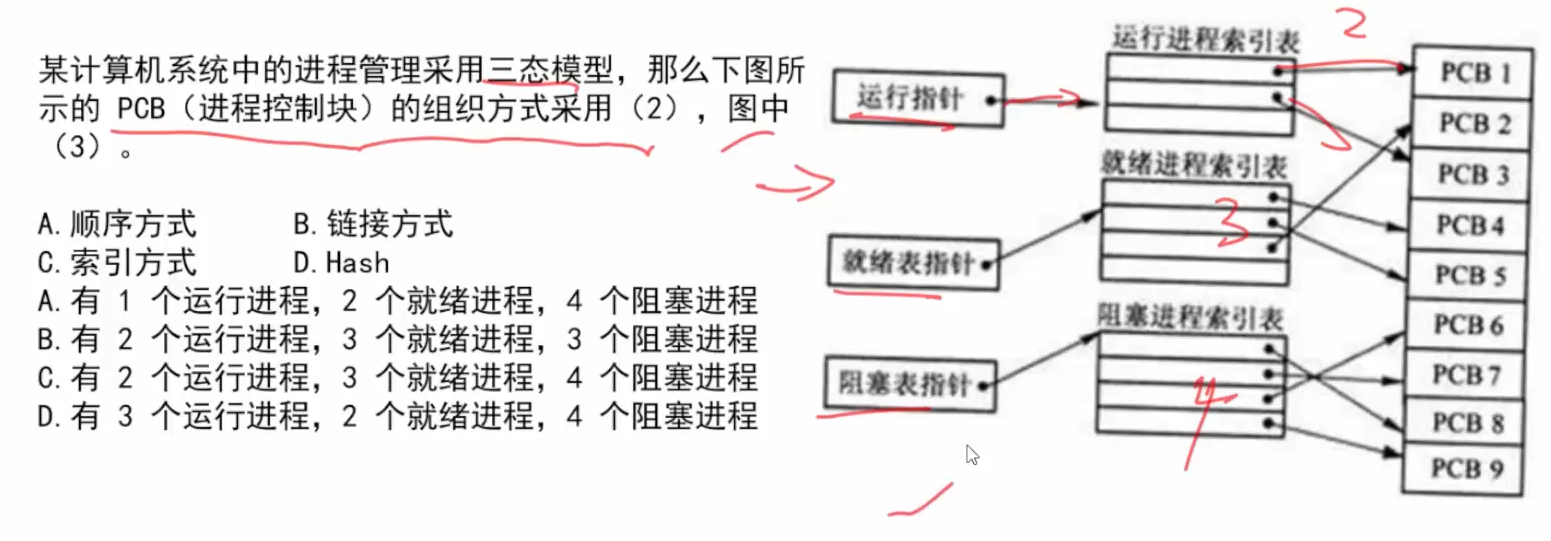 某计算机系统中的进程管理采用三态模型，那么下图所
示的 PCB（进程控制块）的组织方式采用（2），图中
（3）。
A.顺序方式 B.链接方式
C.索引方式 D.Hash
A.有 1 个运行进程，2 个就绪进程，4 个阻塞进程
B.有 2 个运行进程，3 个就绪进程，3 个阻塞进程
C.有 2 个运行进程，3 个就绪进程，4 个阻塞进程
D.有 3 个运行进程，2 个就绪进程，4 个阻塞进程
运行指针
就绪表指针
阻塞表指针
运行进程索引表
2
就绪进程索引表
3
阻塞进程索引表
4
PCB 1
PCB 2
PCB 3
PCB 4
PCB 5
PCB 6
PCB 7
PCB 8
PCB 9